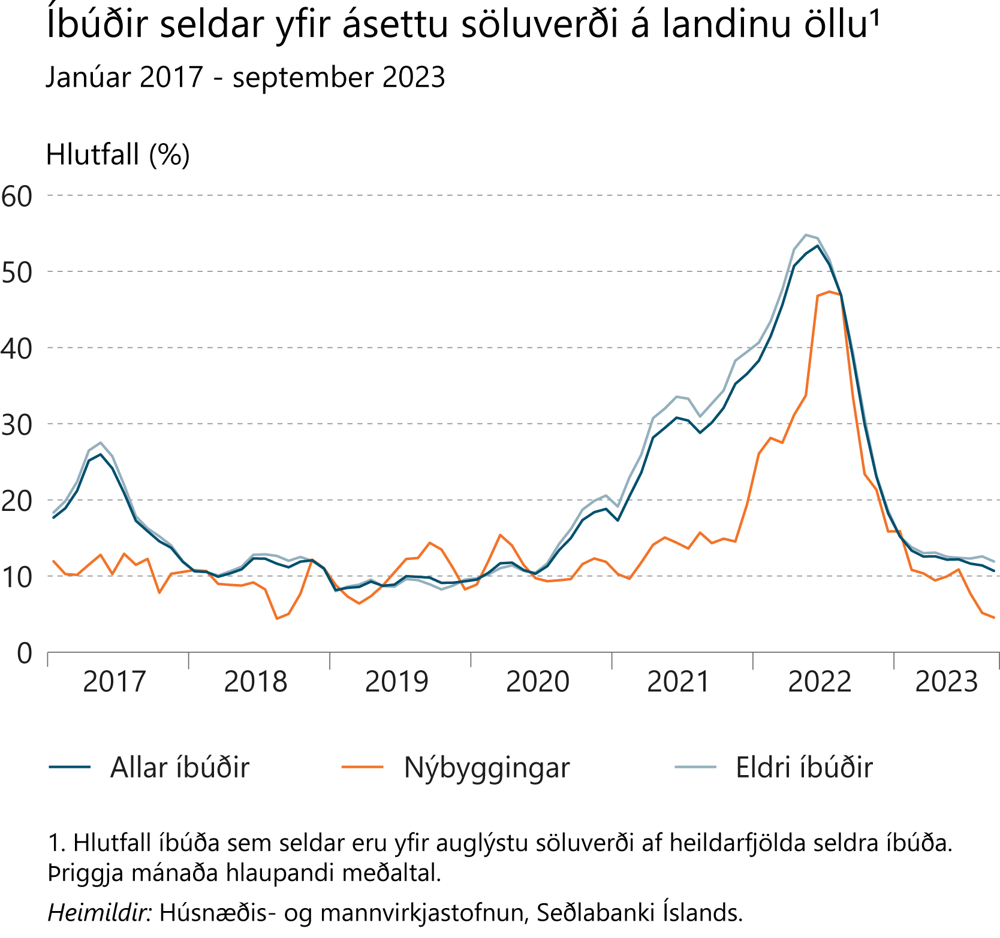 Íbúðir seldar yfir ásettu söluverði á landinu öllu¹
Janúar 2017 - september 2023
Hlutfall (%)
60
50
40
30
20
10
0
2017 2018 2019 2020 2021 2022 2023
Allar íbúðir Nýbyggingar Eldri íbúðir
1. Hlutfall íbúða sem seldar eru yfir auglýstu söluverði af heildarfjölda seldra íbúða.
Þriggja mánaða hlaupandi meðaltal.
Heimildir: Húsnæðis- og mannvirkjastofnun, Seðlabanki Íslands.